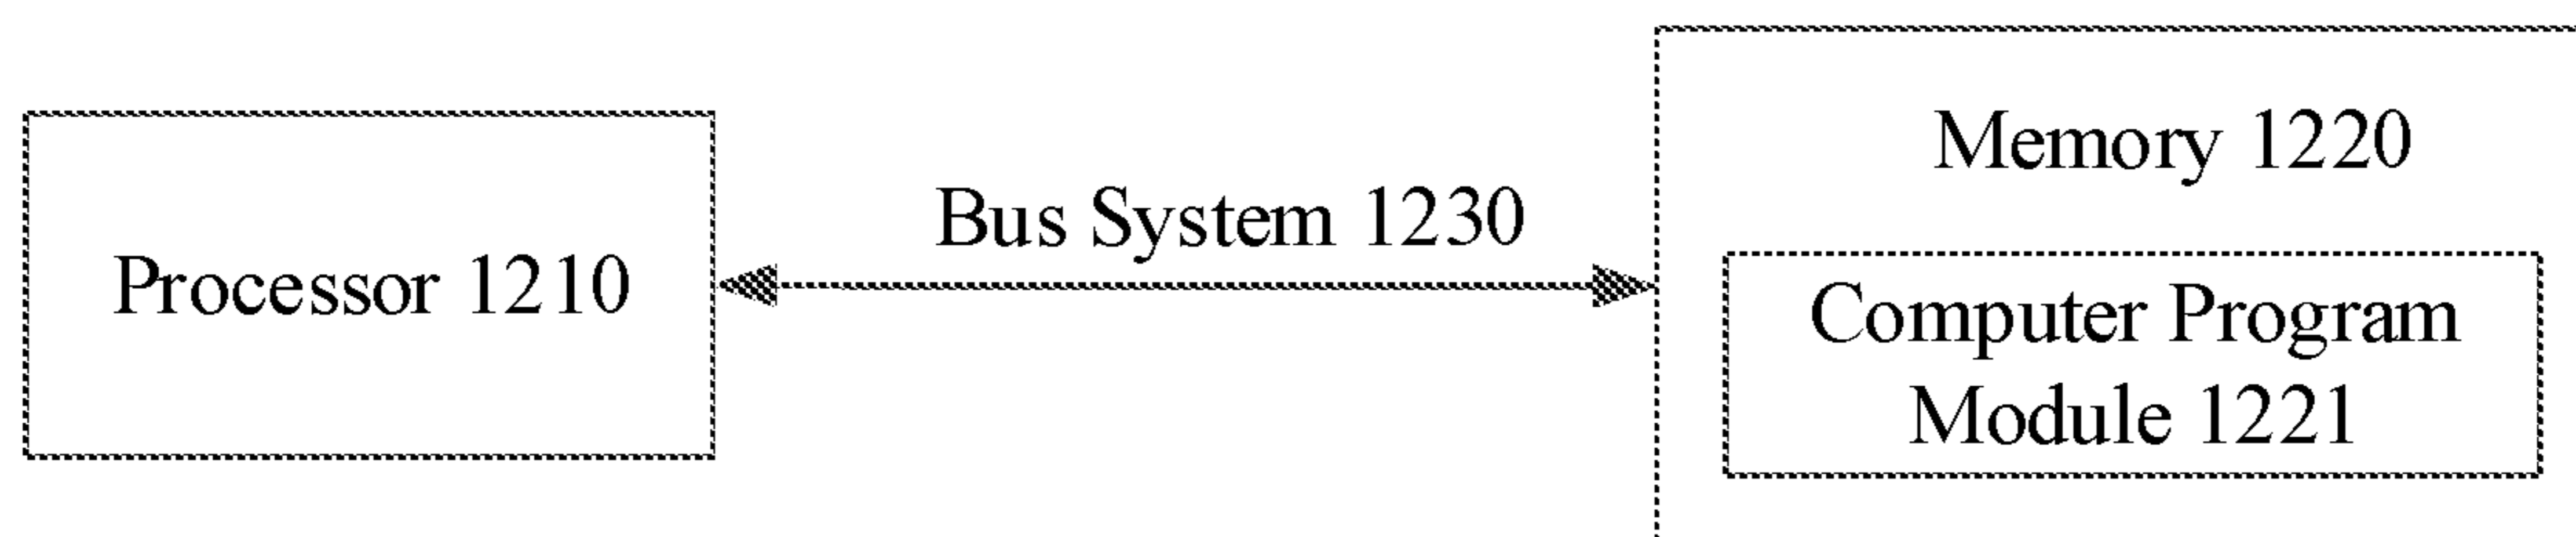 Processor 1210
Bus System 1230
Memory 1220
Computer Program
Module 1221